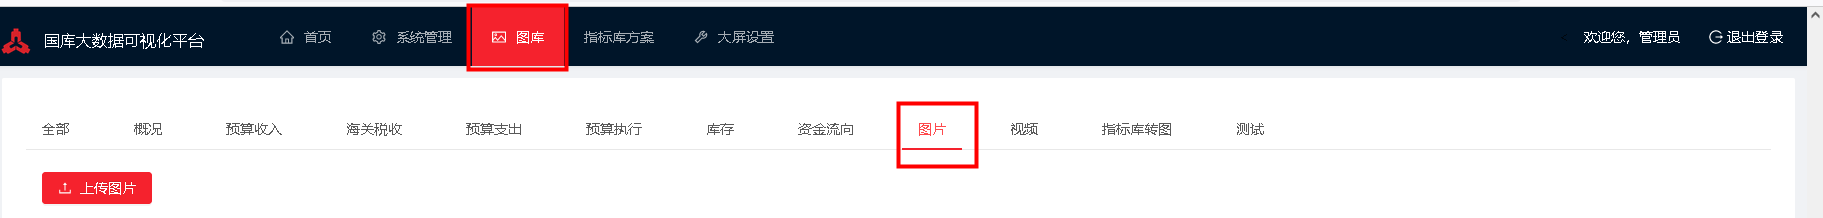 国库大数据可视化平台 首页 系统管理 图库 指标库方案 大屏设置 欢迎您，管理员 退出登录
全部 概况 预算收入 海关税收 预算支出 预算执行 库存 资金流向 图片 视频 指标库转图 测试
上传图片